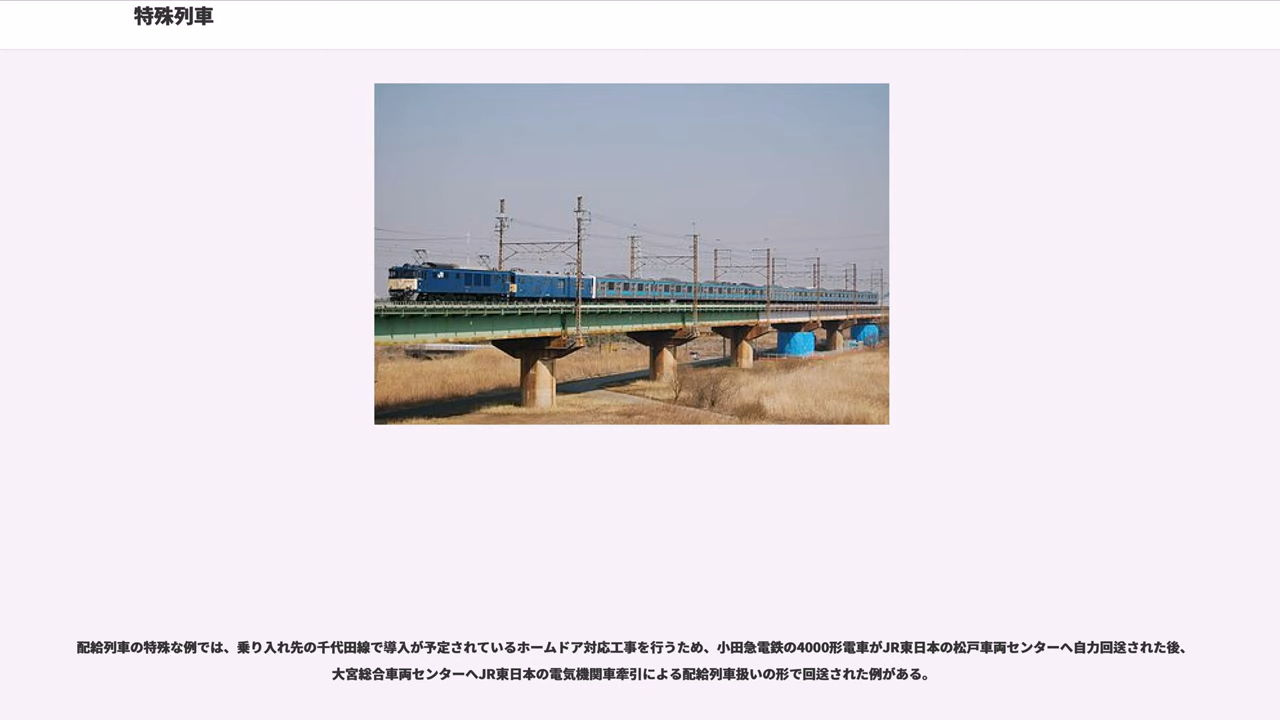 特殊列車
配給列車の特殊な例では、乗り入れ先の千代田線で導入が予定されているホームドア対応工事を行うため、小田急電鉄の4000形電車がJR東日本の松戸車両センターへ自力回送された後、
大宮総合車両センターへJR東日本の電気機関車牽引による配給列車扱いの形で回送された例がある。